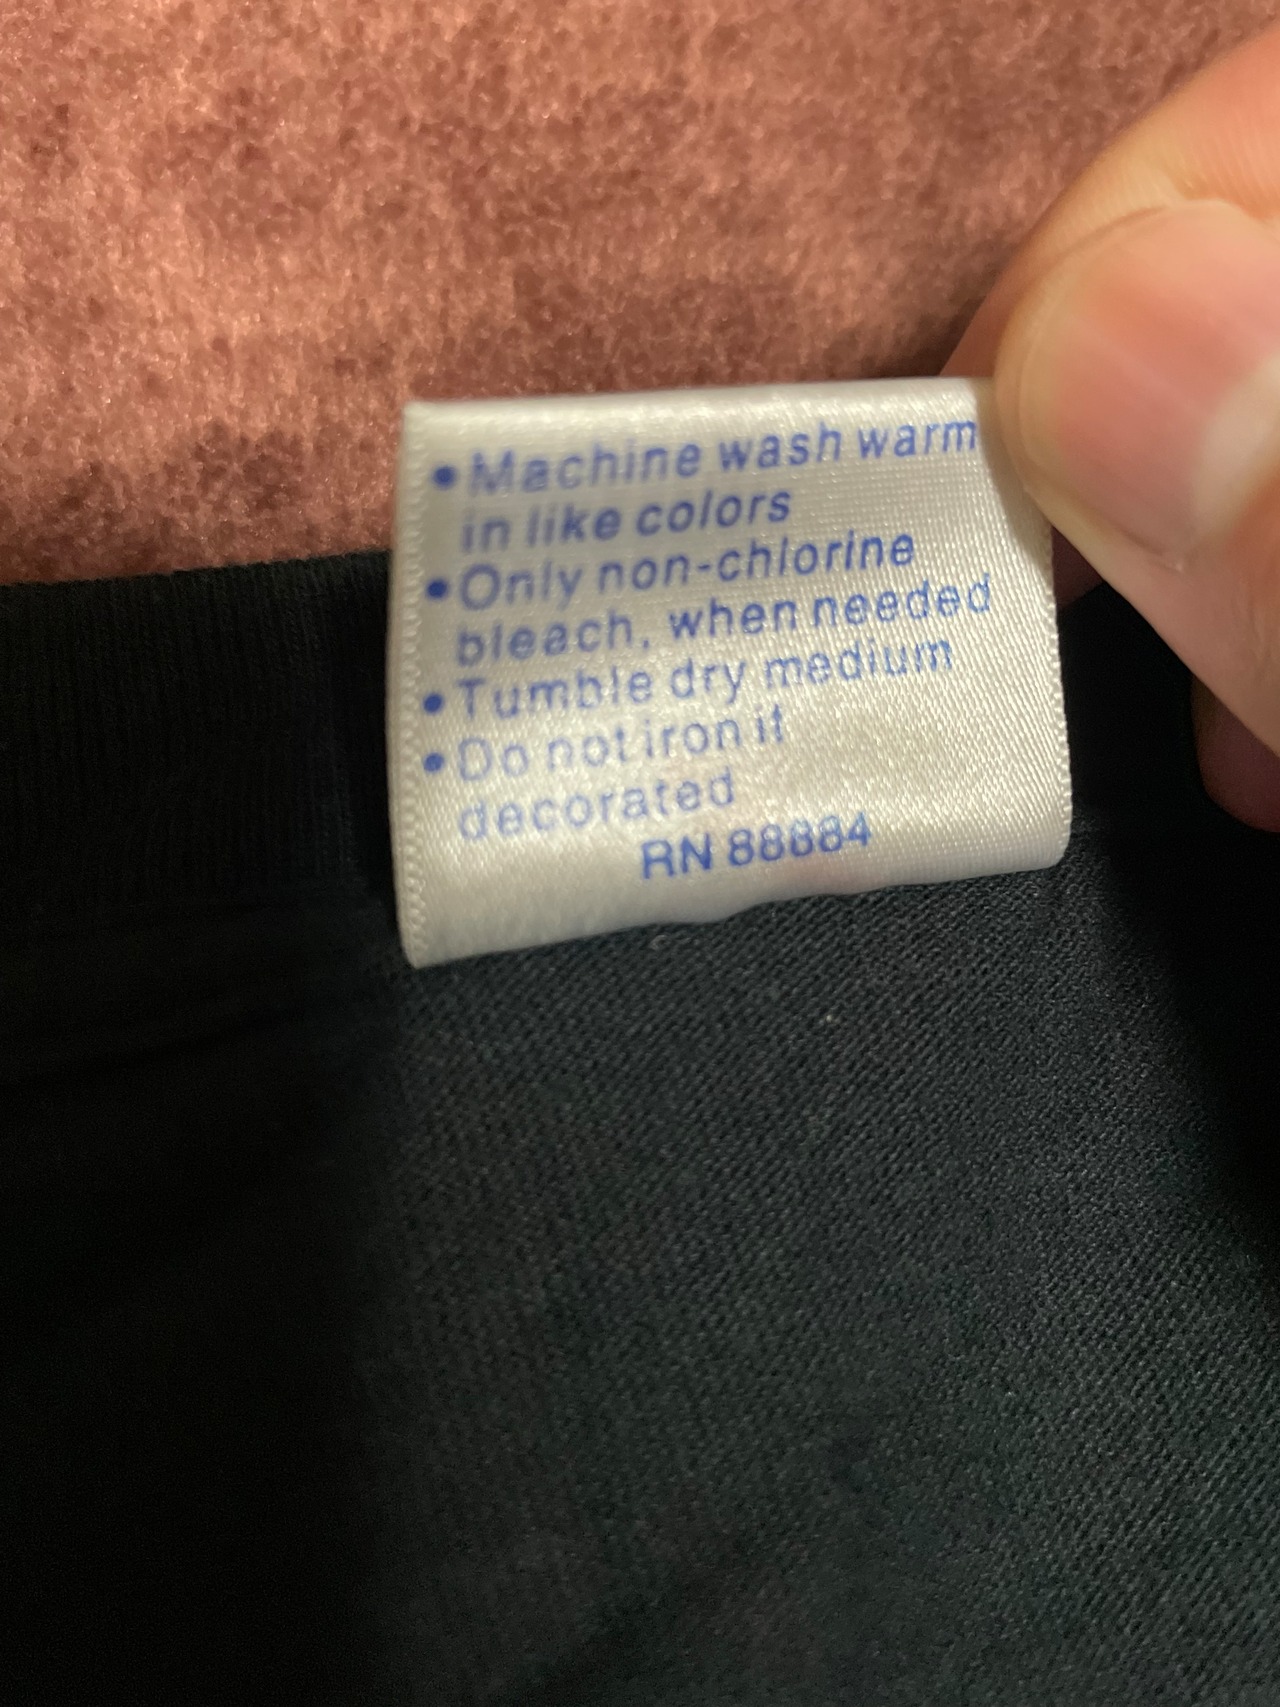 • Machine wash warm
in like colors
• Only non-chlorine
bleach, when needed
• Tumble dry medium
• Do not iron if
decorated
RN 88884